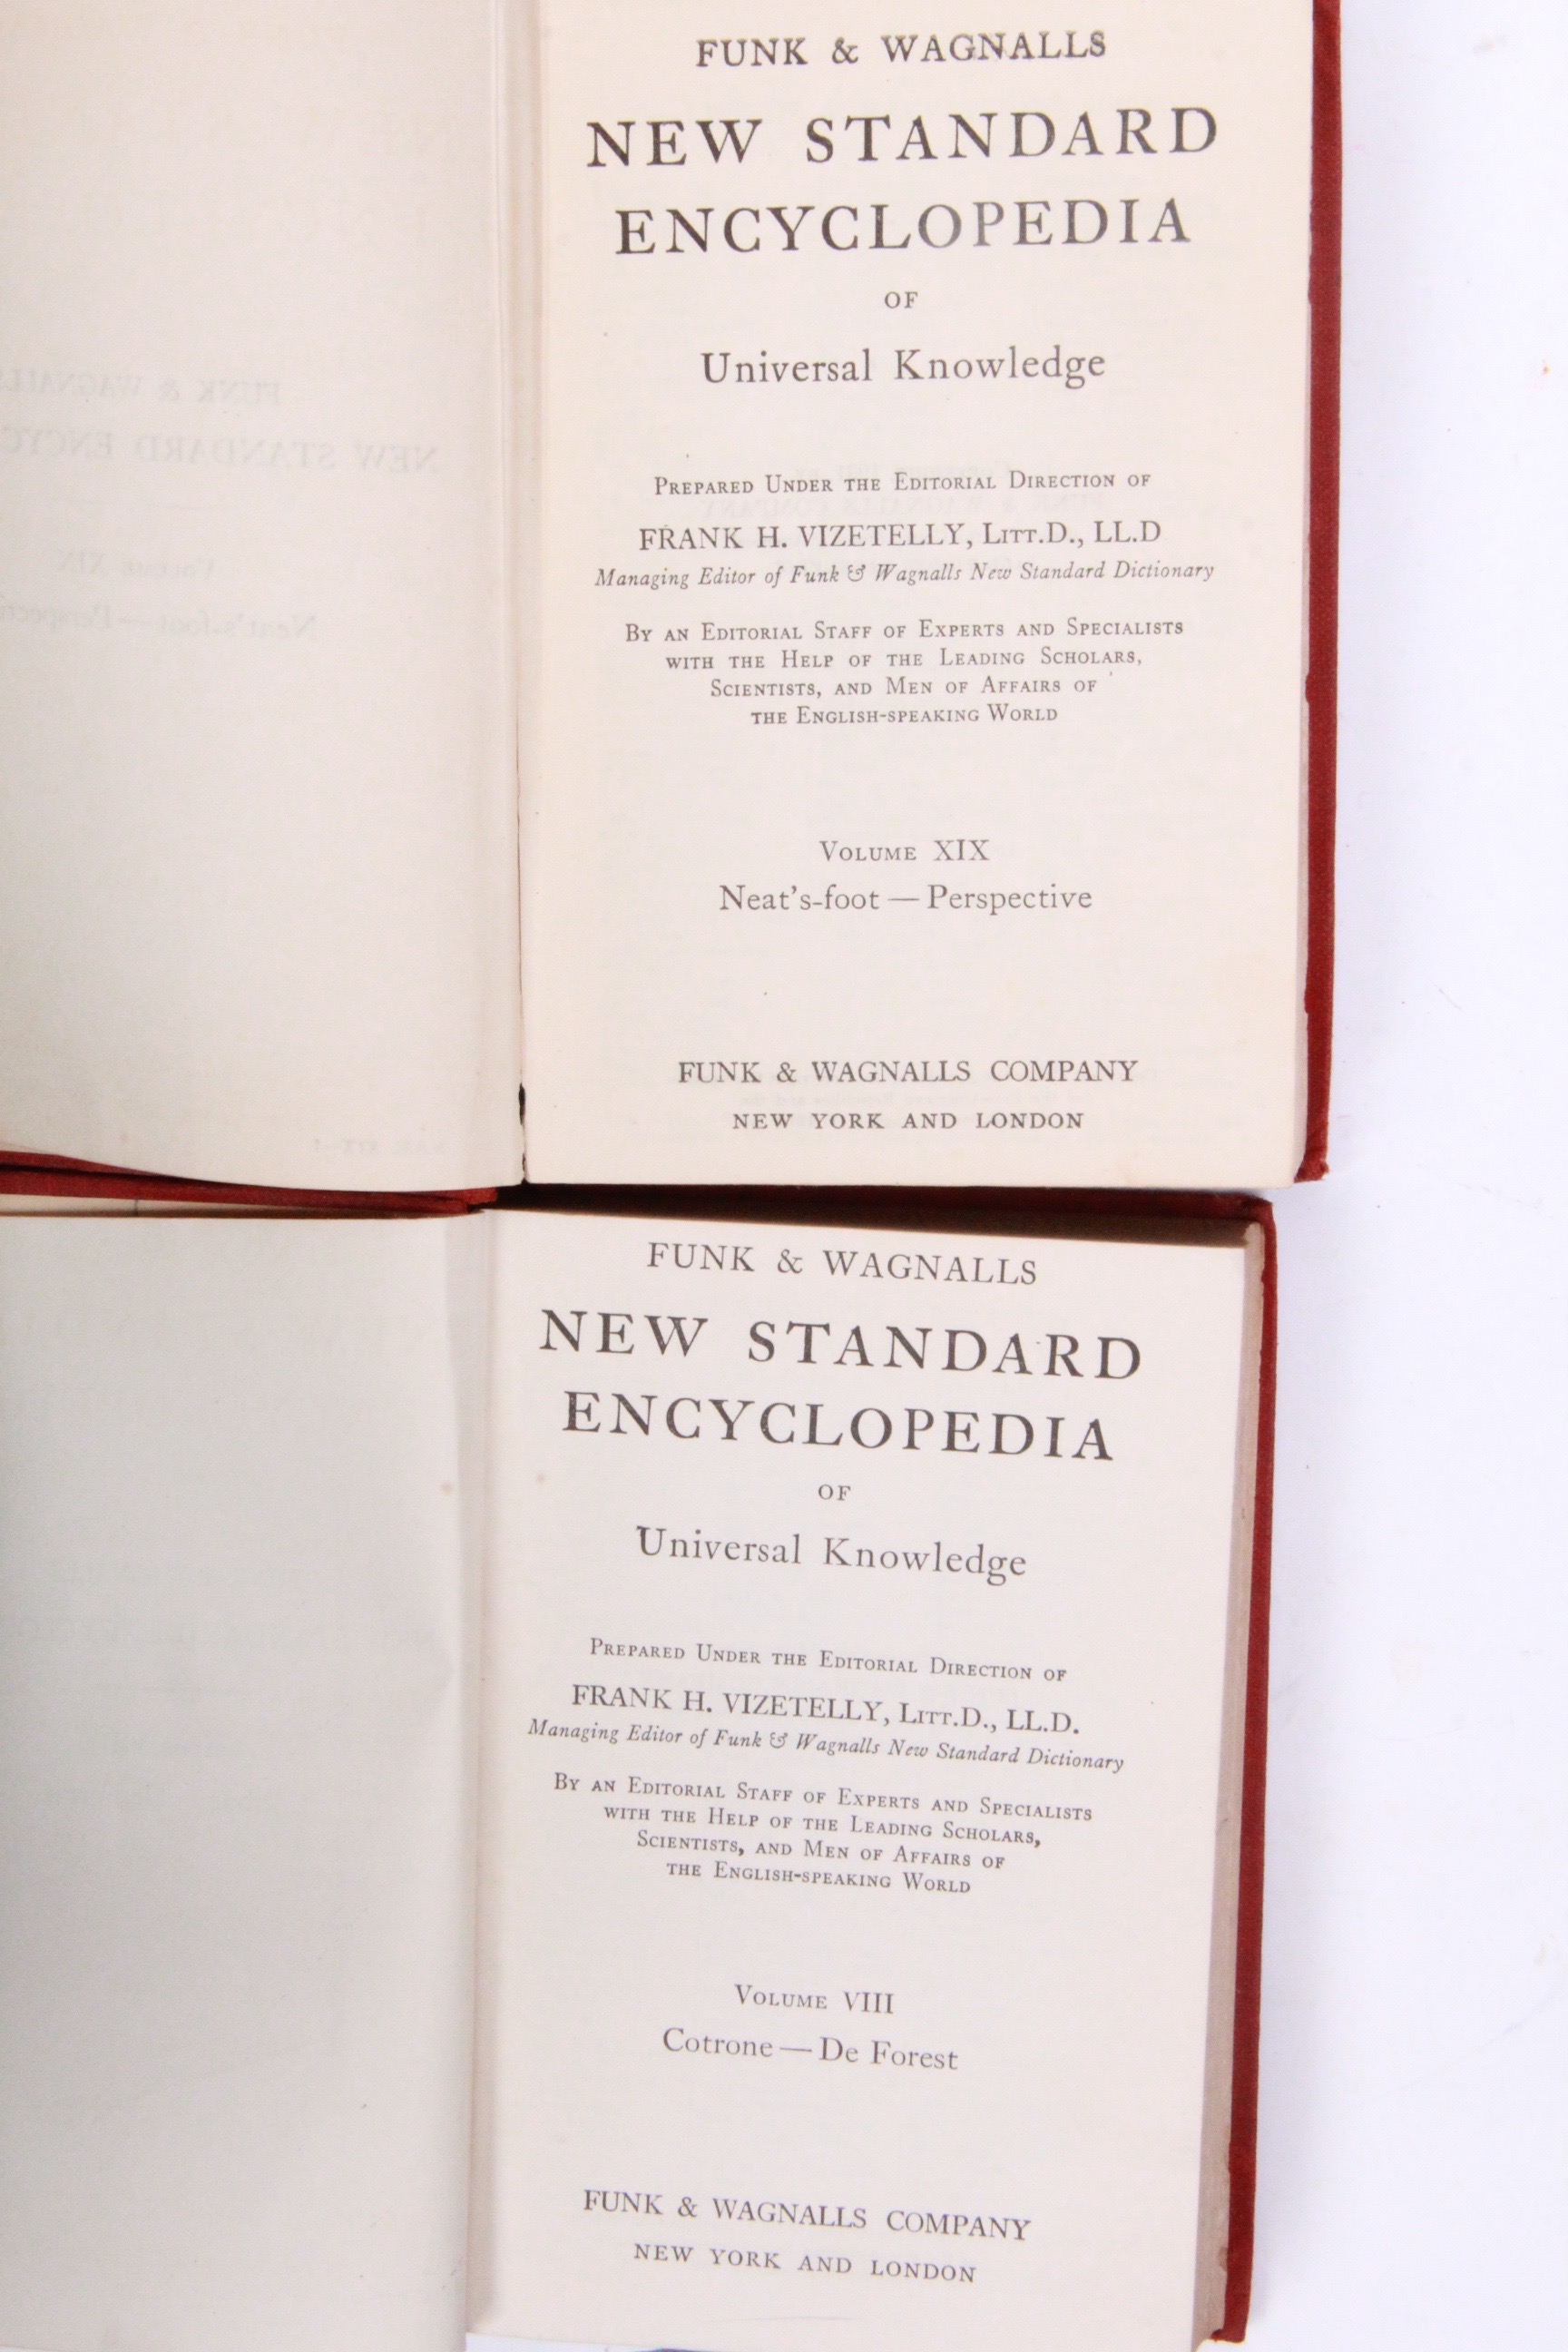 FUNK & WAGNALLS
NEW STANDARD
ENCYCLOPEDIA
OF
Universal Knowledge
PREPARED UNDER THE EDITORIAL DIRECTION OF
FRANK H. VIZETELLY, LITT.D., LL.D
Managing Editor of Funk & Wagnalls New Standard Dictionary
BY AN EDITORIAL STAFF OF EXPERTS AND SPECIALISTS
WITH THE HELP OF THE LEADING SCHOLARS,
SCIENTISTS, AND MEN OF AFFAIRS OF
THE ENGLISH-SPEAKING WORLD
VOLUME XIX
Neat's-foot — Perspective
FUNK & WAGNALLS COMPANY
NEW YORK AND LONDON
FUNK & WAGNALLS
NEW STANDARD
ENCYCLOPEDIA
OF
Universal Knowledge
PREPARED UNDER THE EDITORIAL DIRECTION OF
FRANK H. VIZETELLY, LITT.D., LL.D.
Managing Editor of Funk & Wagnalls New Standard Dictionary
BY AN EDITORIAL STAFF OF EXPERTS AND SPECIALISTS
WITH THE HELP OF THE LEADING SCHOLARS,
SCIENTISTS, AND MEN OF AFFAIRS OF
THE ENGLISH-SPEAKING WORLD
VOLUME VIII
Cotrone — De Forest
FUNK & WAGNALLS COMPANY
NEW YORK AND LONDON